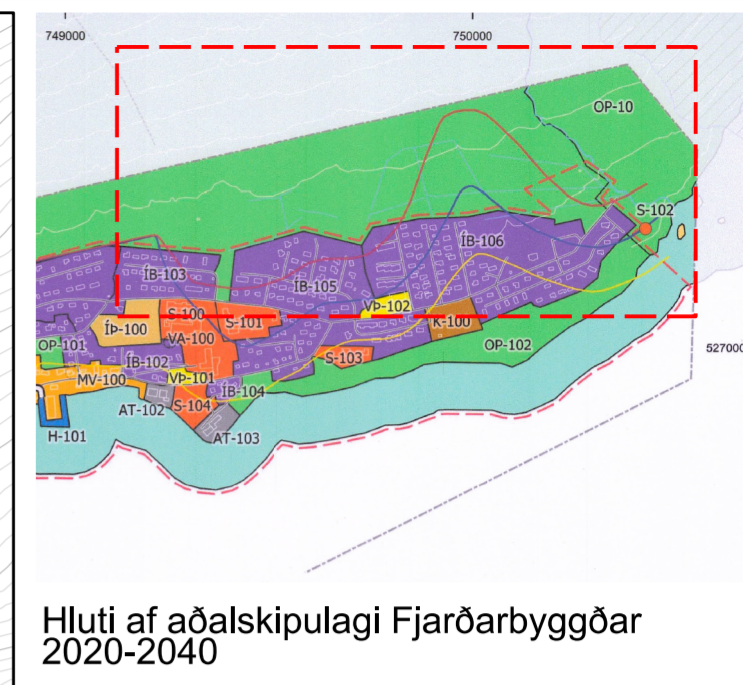 749000
750000
OP-10
S-102
ÍB-103
ÍB-105
ÍB-106
VÞ-102
S-100
ÍÞ-100
S-101
K-100
VA-100
OP-101
OP-102
ÍB-102
S-103
527000
MV-100
VÞ-101
ÍB-104
AT-102
S-104
H-101
AT-103
Hluti af aðalskipulagi Fjarðarbyggðar
2020-2040